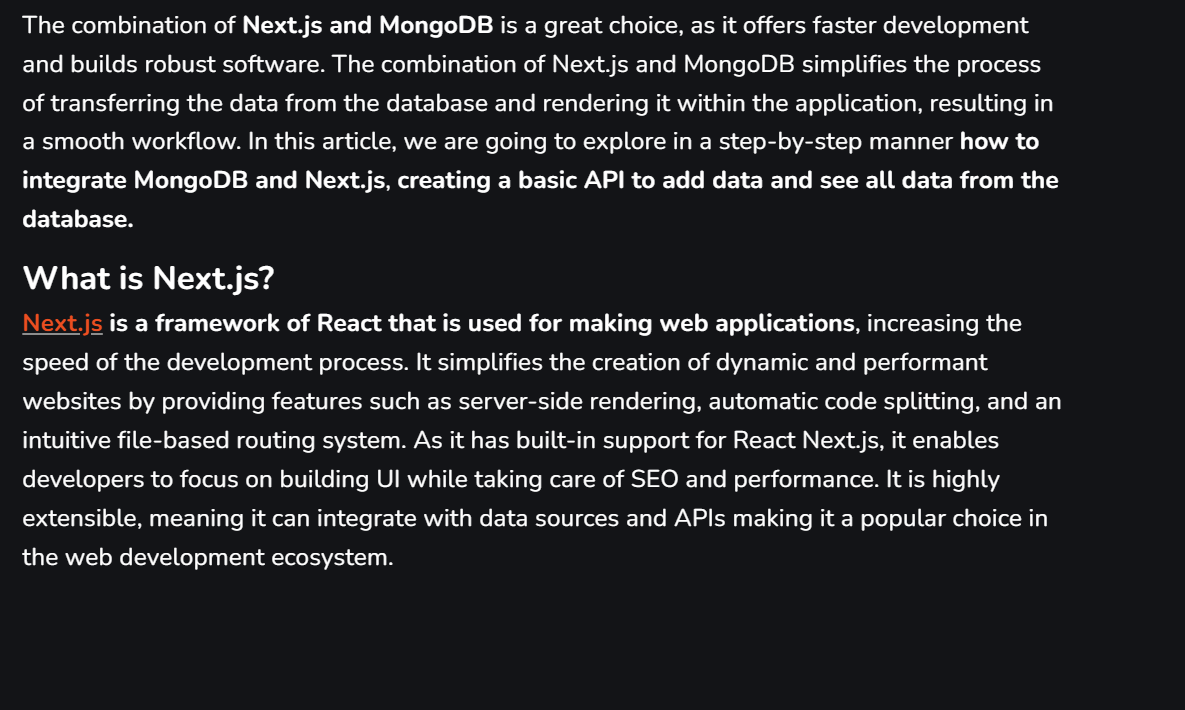 The combination of Next.js and MongoDB is a great choice, as it offers faster development
and builds robust software. The combination of Next.js and MongoDB simplifies the process
of transferring the data from the database and rendering it within the application, resulting in
a smooth workflow. In this article, we are going to explore in a step-by-step manner how to
integrate MongoDB and Next.js, creating a basic API to add data and see all data from the
database.
What is Next.js?
Next.js is a framework of React that is used for making web applications, increasing the
speed of the development process. It simplifies the creation of dynamic and performant
websites by providing features such as server-side rendering, automatic code splitting, and an
intuitive file-based routing system. As it has built-in support for React Next.js, it enables
developers to focus on building UI while taking care of SEO and performance. It is highly
extensible, meaning it can integrate with data sources and APIs making it a popular choice in
the web development ecosystem.